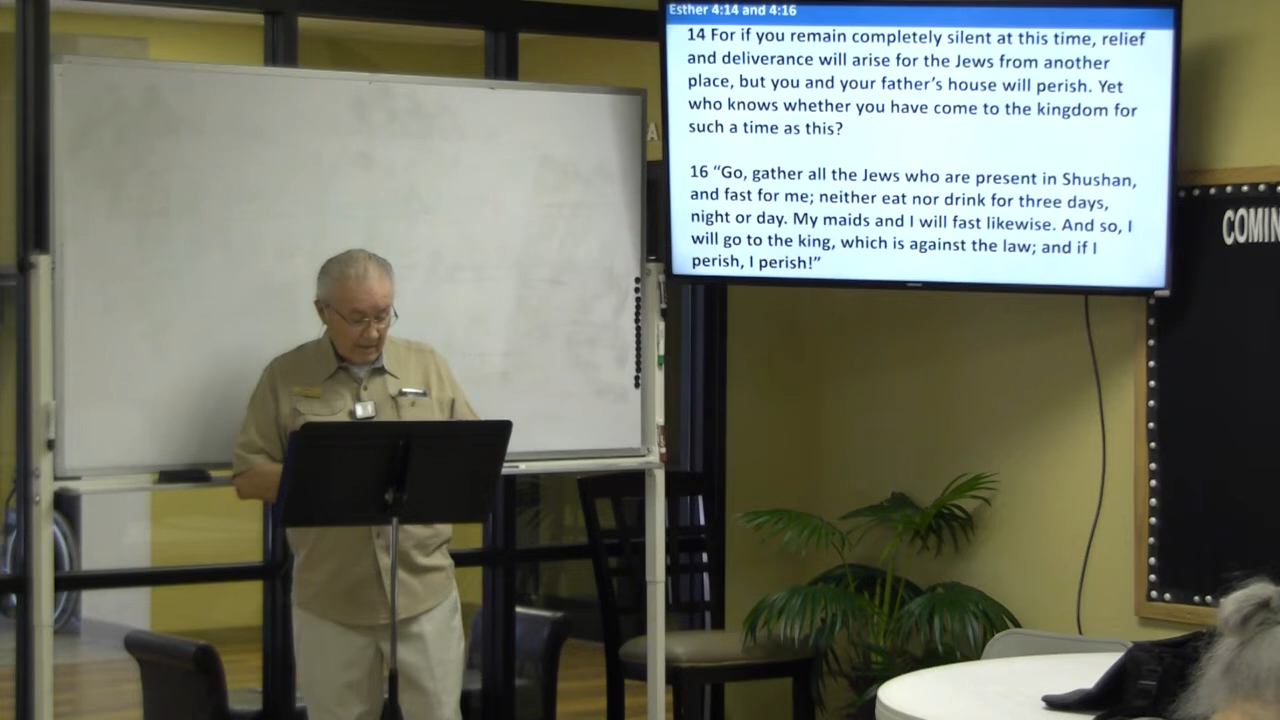 Esther 4:14 and 4:16
14 For if you remain completely silent at this time, relief
and deliverance will arise for the Jews from another
place, but you and your father's house will perish. Yet
who knows whether you have come to the kingdom for
such a time as this?
16 “Go, gather all the Jews who are present in Shushan,
and fast for me; neither eat nor drink for three days,
night or day. My maids and I will fast likewise. And so, I
will go to the king, which is against the law; and if I
perish, I perish!”
A
COMIN